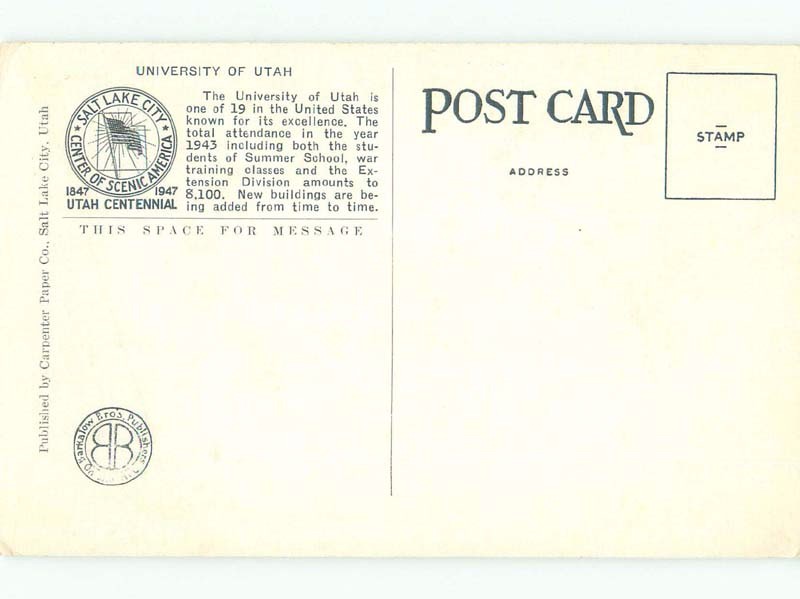 UNIVERSITY OF UTAH
SALT LAKE CITY
CENTER OF SCENIC AMERICA
1847 1947
UTAH CENTENNIAL
The University of Utah is
one of 19 in the United States
known for its excellence. The
total attendance in the year
1943 including both the stu-
dents of Summer School, war
training classes and the Ex-
tension Division amounts to
8,100. New buildings are be-
ing added from time to time.
THIS SPACE FOR MESSAGE
Published by Carpenter Paper Co., Salt Lake City, Utah
Barkalow Bros. Publishers
BB
POST CARD
ADDRESS
STAMP